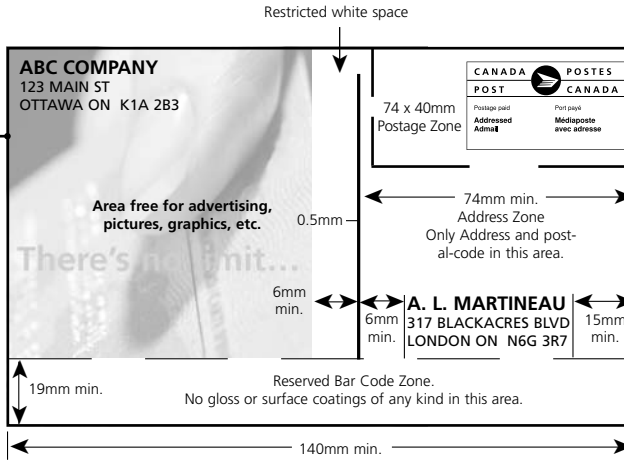 Restricted white space
ABC COMPANY
123 MAIN ST
OTTAWA ON K1A 2B3
Area free for advertising,
pictures, graphics, etc.
There's no limit...
74 x 40mm
Postage Zone
CANADA POSTES
POST CANADA
Postage paid
Addressed
Admail
Port payé
Médiaposte
avec adresse
74mm min.
Address Zone
Only Address and post-
al-code in this area.
0.5mm
6mm
min.
6mm
min.
A. L. MARTINEAU
317 BLACKACRES BLVD
LONDON ON N6G 3R7
15mm
min.
19mm min.
Reserved Bar Code Zone.
No gloss or surface coatings of any kind in this area.
140mm min.